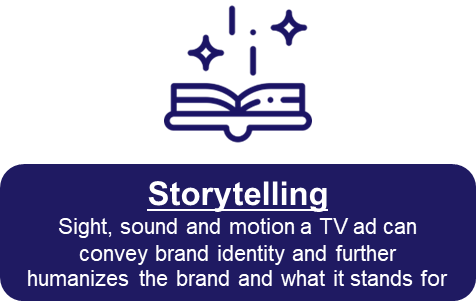 Storytelling
Sight, sound and motion a TV ad can
convey brand identity and further
humanizes the brand and what it stands for